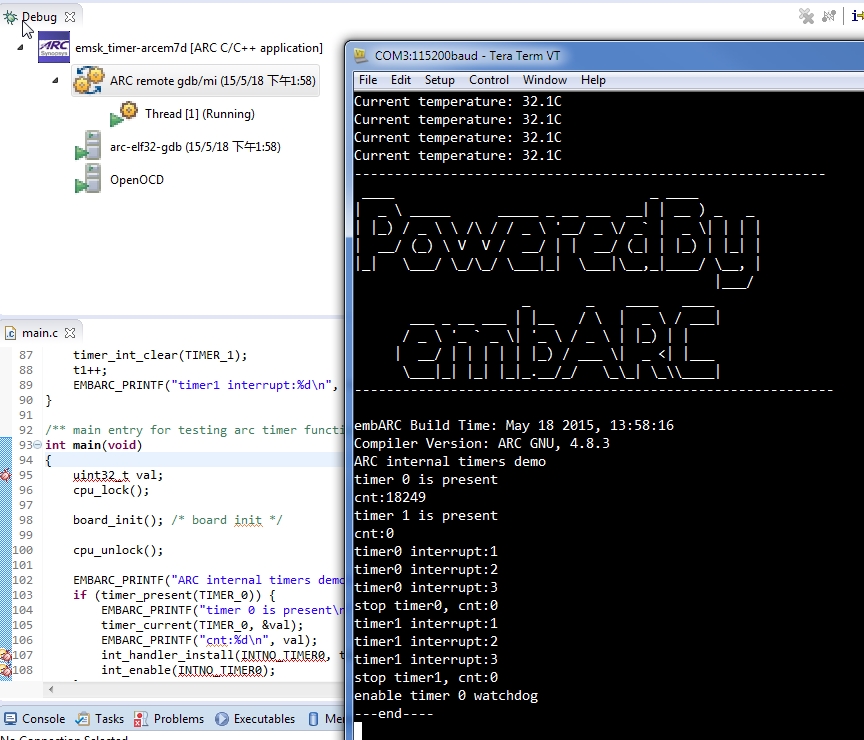 Debug
ARC
Synopsys
emsk_timer-arcem7d [ARC C/C++ application]
ARC remote gdb/mi (15/5/18 下午1:58)
Thread [1] (Running)
arc-elf32-gdb (15/5/18 下午1:58)
OpenOCD
main.c
87 timer_int_clear(TIMER_1);
88 t1++;
89 EMBARC_PRINTF("timer1 interrupt:%d\n",
90 }
91
92 /** main entry for testing arc timer functi
93 int main(void)
94 {
95 uint32_t val;
96 cpu_lock();
97
98 board_init(); /* board init */
99
100 cpu_unlock();
101
102 EMBARC_PRINTF("ARC internal timers demo
103 if (timer_present(TIMER_0)) {
104 EMBARC_PRINTF("timer 0 is present\n
105 timer_current(TIMER_0, &val);
106 EMBARC_PRINTF("cnt:%d\n", val);
107 int_handler_install(INTNO_TIMER0, t
108 int_enable(INTNO_TIMER0);
Console Tasks Problems Executables Me
No Connection Selected
COM3:115200baud - Tera Term VT
File Edit Setup Control Window Help
Current temperature: 32.1C
Current temperature: 32.1C
Current temperature: 32.1C
Current temperature: 32.1C
-----------------------------------------------------------
PoweredBy
embARC
------------------------------------------------------------
embARC Build Time: May 18 2015, 13:58:16
Compiler Version: ARC GNU, 4.8.3
ARC internal timers demo
timer 0 is present
cnt:18249
timer 1 is present
cnt:0
timer0 interrupt:1
timer0 interrupt:2
timer0 interrupt:3
stop timer0, cnt:0
timer1 interrupt:1
timer1 interrupt:2
timer1 interrupt:3
stop timer1, cnt:0
enable timer 0 watchdog
---end----